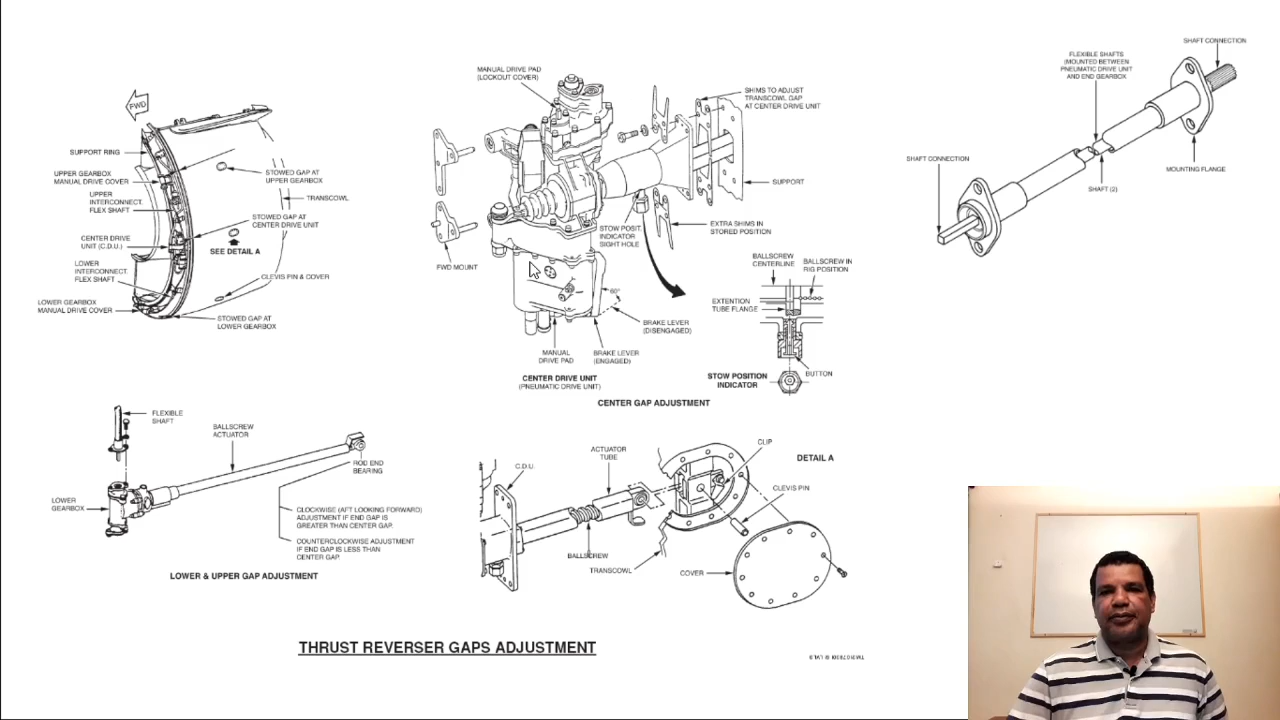 FWD
SUPPORT RING
UPPER GEARBOX
MANUAL DRIVE COVER
UPPER
INTERCONNECT.
FLEX SHAFT
CENTER DRIVE
UNIT (C.D.U.)
LOWER
INTERCONNECT.
FLEX SHAFT
LOWER GEARBOX
MANUAL DRIVE COVER
STOWED GAP AT
UPPER GEARBOX
TRANSCOWL
STOWED GAP AT
CENTER DRIVE UNIT
SEE DETAIL A
CLEVIS PIN & COVER
STOWED GAP AT
LOWER GEARBOX
MANUAL DRIVE PAD
(LOCKOUT COVER)
SHIMS TO ADJUST
TRANSCOWL GAP
AT CENTER DRIVE UNIT
SUPPORT
EXTRA SHIMS IN
STORED POSITION
STOW POSIT.
INDICATOR
SIGHT HOLE
FWD MOUNT
60°
BRAKE LEVER
(DISENGAGED)
MANUAL
DRIVE PAD
BRAKE LEVER
(ENGAGED)
CENTER DRIVE UNIT
(PNEUMATIC DRIVE UNIT)
BALLSCREW
CENTERLINE
BALLSCREW IN
RIG POSITION
EXTENTION
TUBE FLANGE
BUTTON
STOW POSITION
INDICATOR
CENTER GAP ADJUSTMENT
SHAFT CONNECTION
FLEXIBLE SHAFTS
(MOUNTED BETWEEN
PNEUMATIC DRIVE UNIT
AND END GEARBOX
SHAFT CONNECTION
MOUNTING FLANGE
SHAFT (2)
FLEXIBLE
SHAFT
BALLSCREW
ACTUATOR
ROD END
BEARING
LOWER
GEARBOX
CLOCKWISE (AFT LOOKING FORWARD)
ADJUSTMENT IF END GAP IS
GREATER THAN CENTER GAP.
COUNTERCLOCKWISE ADJUSTMENT
IF END GAP IS LESS THAN
CENTER GAP.
LOWER & UPPER GAP ADJUSTMENT
C.D.U.
ACTUATOR
TUBE
CLIP
DETAIL A
CLEVIS PIN
BALLSCREW
TRANSCOWL
COVER
THRUST REVERSER GAPS ADJUSTMENT